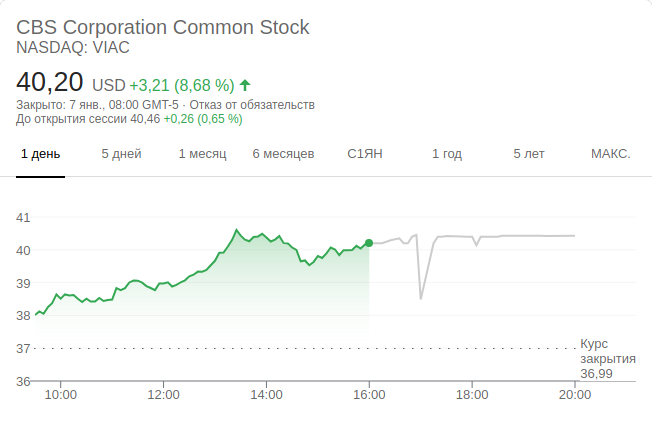 CBS Corporation Common Stock
NASDAQ: VIAC
40,20 USD +3,21 (8,68 %)
Закрыто: 7 янв., 08:00 GMT-5 · Отказ от обязательств
До открытия сессии 40,46 +0,26 (0,65 %)
1 день 5 дней 1 месяц 6 месяцев С1ЯН 1 год 5 лет МАКС.
41
40
39
38
37
Курс
закрытия
36,99
36
10:00 12:00 14:00 16:00 18:00 20:00